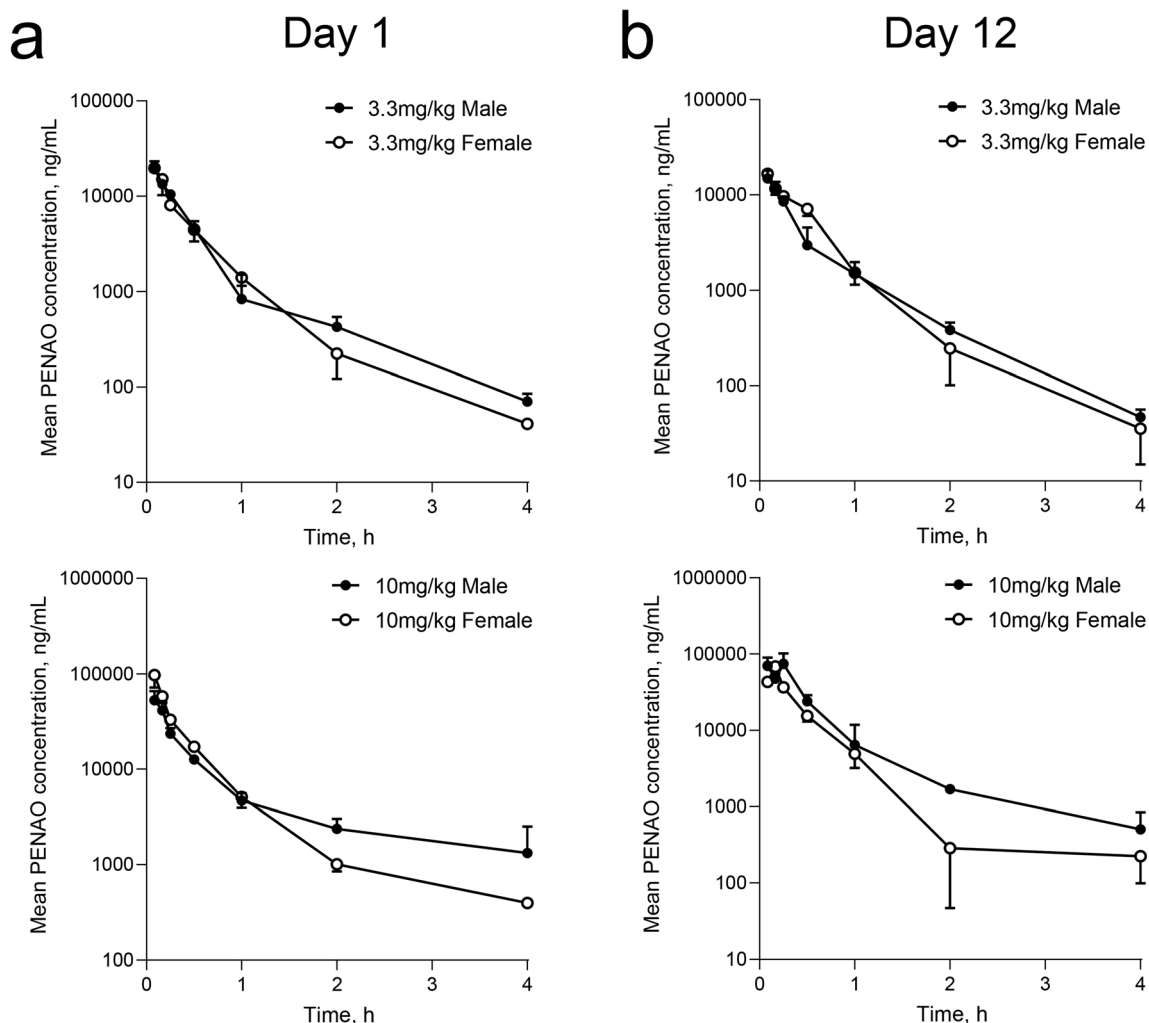 a
Day 1
b
Day 12
Mean PENAO concentration, ng/mL
100000
10000
1000
100
10
3.3mg/kg Male
3.3mg/kg Female
0
1
2
3
4
Time, h
Mean PENAO concentration, ng/mL
100000
10000
1000
100
10
3.3mg/kg Male
3.3mg/kg Female
0
1
2
3
4
Time, h
Mean PENAO concentration, ng/mL
1000000
100000
10000
1000
100
10mg/kg Male
10mg/kg Female
0
1
2
3
4
Time, h
Mean PENAO concentration, ng/mL
1000000
100000
10000
1000
100
10
10mg/kg Male
10mg/kg Female
0
1
2
3
4
Time, h